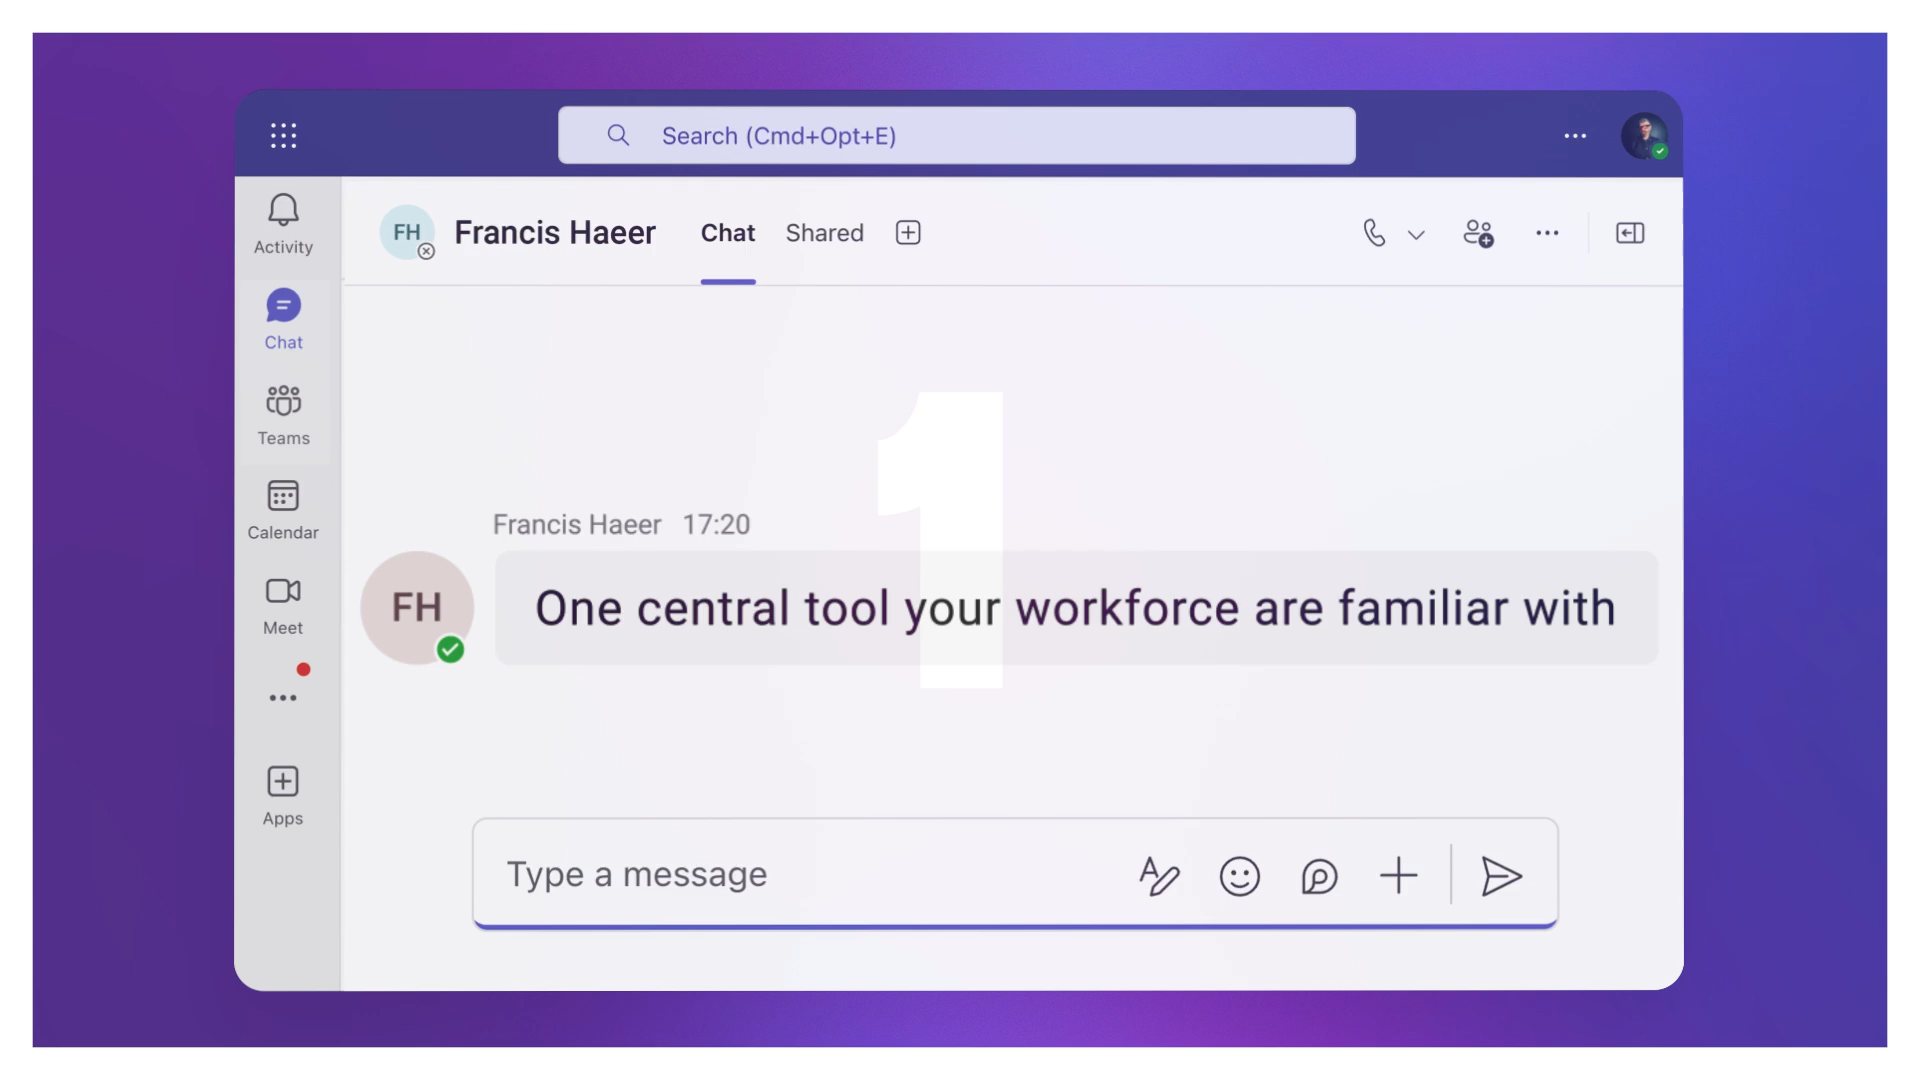 Search (Cmd+Opt+E)
Activity
FH Francis Haeer Chat Shared
Chat
Teams
1
Francis Haeer 17:20
Calendar
FH One central tool your workforce are familiar with
Meet
Apps
Type a message